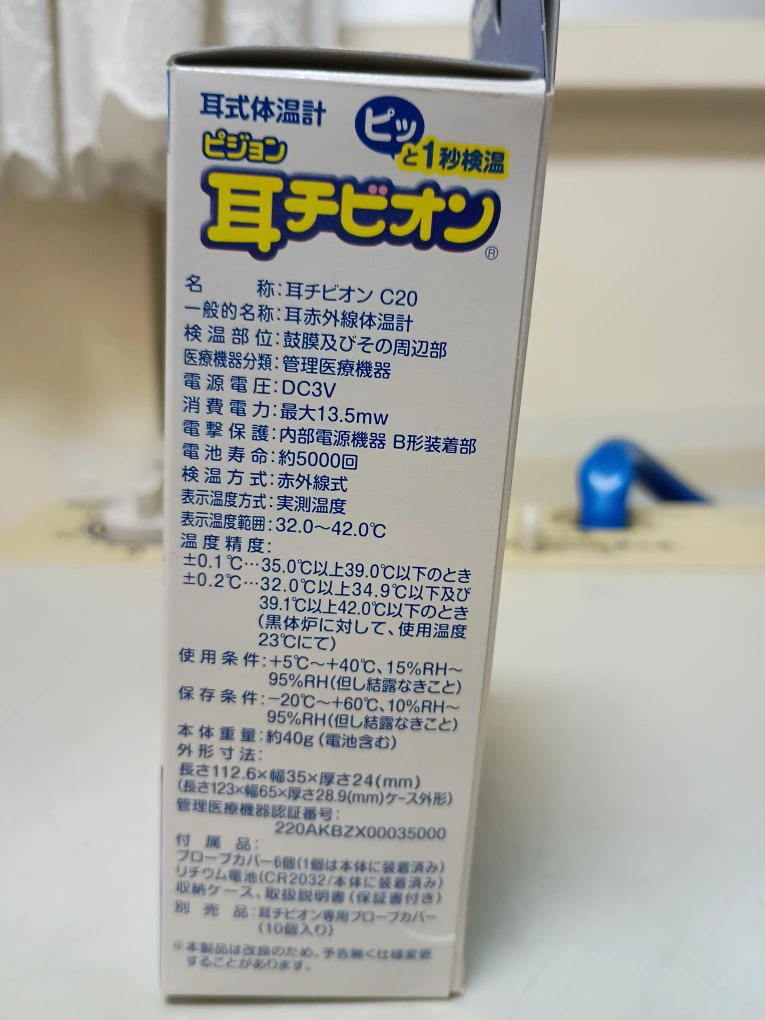 耳式体温計
ピッ
と1秒検温
ピジョン
耳チビオン®
名 称:耳チビオン C20
一般的名称:耳赤外線体温計
検温部位:鼓膜及びその周辺部
医療機器分類:管理医療機器
電源電圧:DC3V
消費電力:最大13.5mw
電撃保護:内部電源機器 B形装着部
電池寿命:約5000回
検温方式:赤外線式
表示温度方式:実測温度
表示温度範囲:32.0～42.0℃
温度精度:
±0.1℃…35.0℃以上39.0℃以下のとき
±0.2℃…32.0℃以上34.9℃以下及び
39.1℃以上42.0℃以下のとき
(黒体炉に対して、使用温度
23℃にて)
使用条件:+5℃～+40℃、15%RH～
95%RH(但し結露なきこと)
保存条件:−20℃～+60℃、10%RH～
95%RH(但し結露なきこと)
本体重量:約40g(電池含む)
外形寸法:
長さ112.6×幅35×厚さ24(mm)
(長さ123×幅65×厚さ28.9(mm)ケース外形)
管理医療機器認証番号:
220AKBZX00035000
付属品:
プローブカバー6個(1個は本体に装着済み)
リチウム電池(CR2032/本体に装着済み)
収納ケース、取扱説明書(保証書付き)
別売品:耳チビオン専用プローブカバー
(10個入り)
※本製品は改良のため、予告無く仕様変更
することがあります。